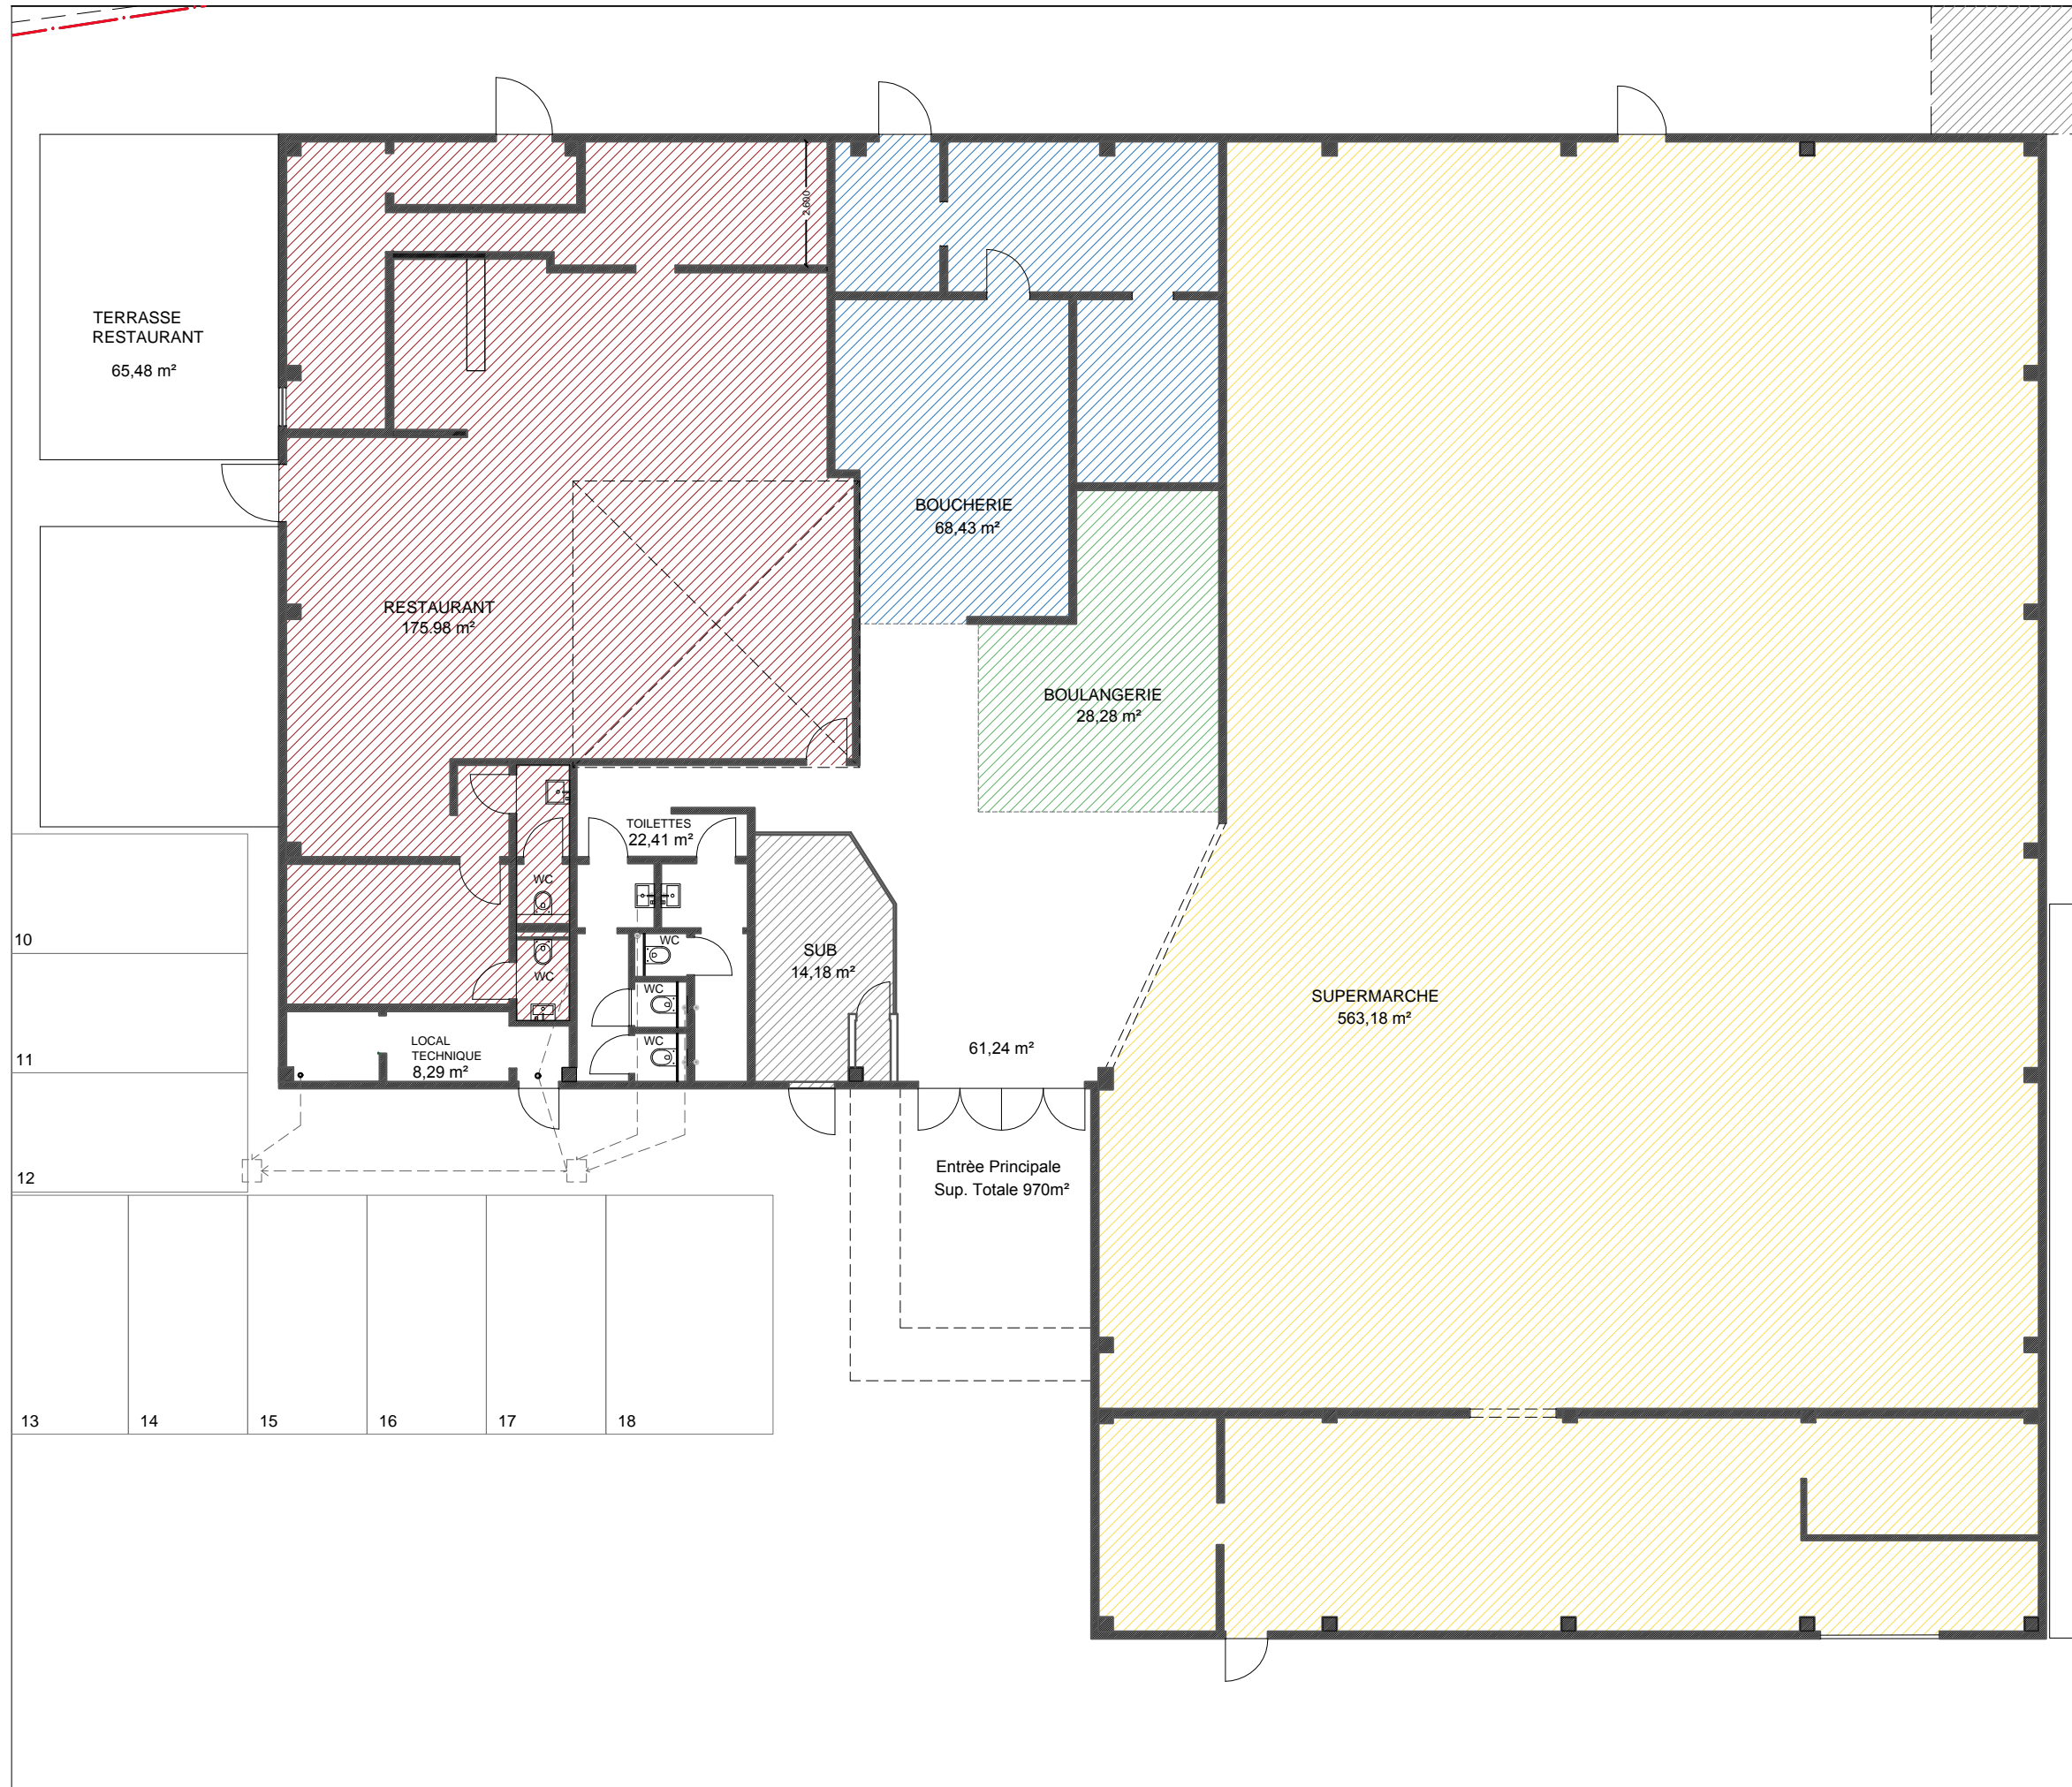 2.600
TERRASSE
RESTAURANT
65,48 m²
BOUCHERIE
68,43 m²
RESTAURANT
175.98 m²
BOULANGERIE
28,28 m²
TOILETTES
22,41 m²
WC
WC
WC
WC
WC
SUB
14,18 m²
SUPERMARCHE
563,18 m²
LOCAL
TECHNIQUE
8,29 m²
61,24 m²
Entrèe Principale
Sup. Totale 970m²
10
11
12
13
14
15
16
17
18